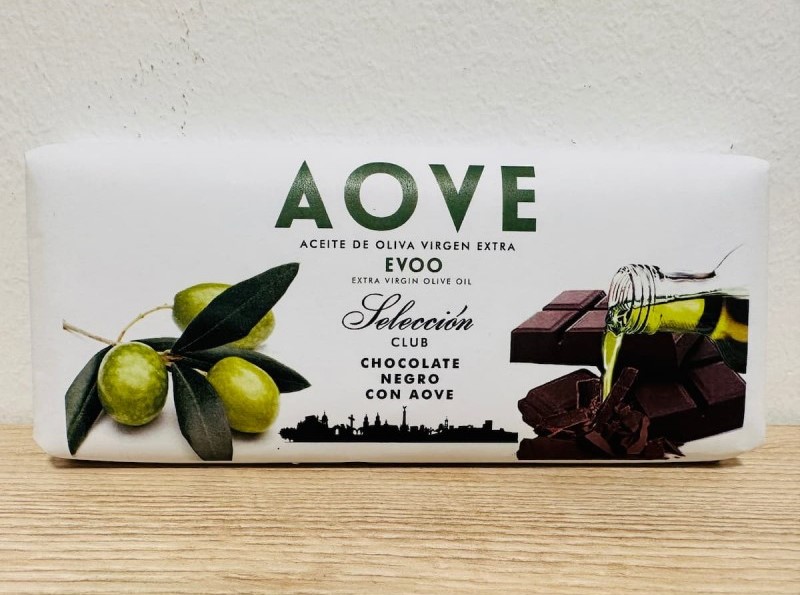 AOVE
ACEITE DE OLIVA VIRGEN EXTRA
EVOO
EXTRA VIRGIN OLIVE OIL
Selección
CLUB
CHOCOLATE
NEGRO
CON AOVE